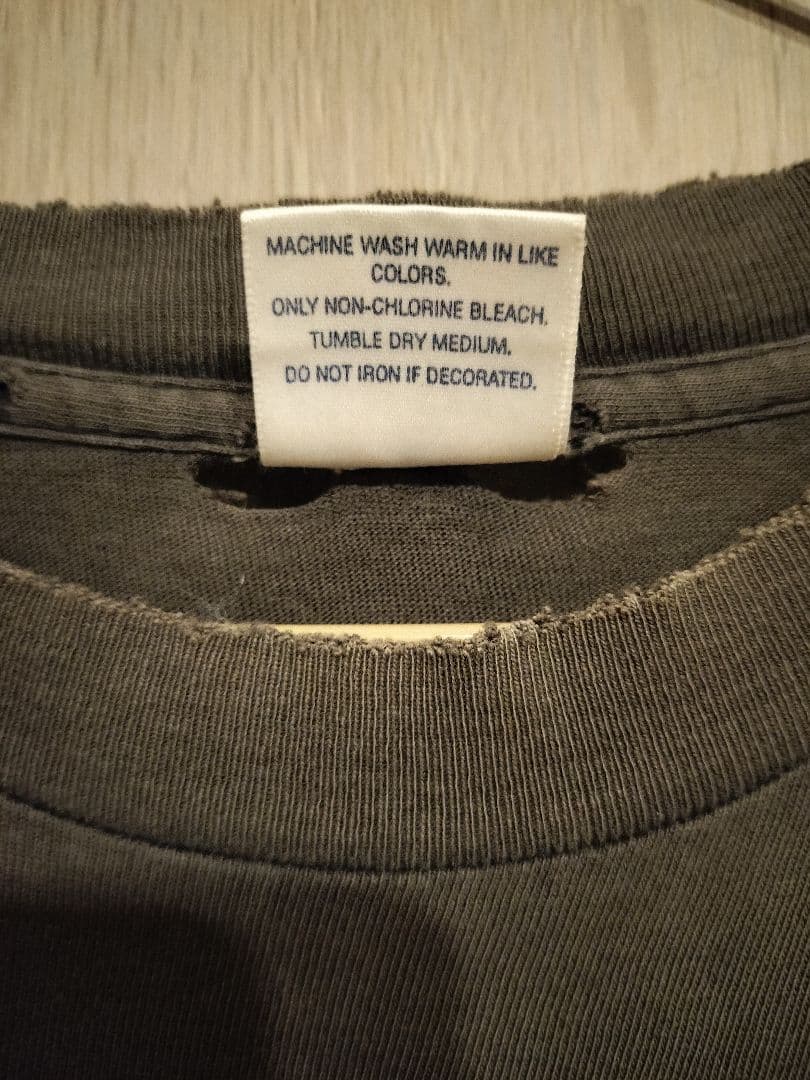 MACHINE WASH WARM IN LIKE
COLORS.
ONLY NON-CHLORINE BLEACH.
TUMBLE DRY MEDIUM.
DO NOT IRON IF DECORATED.